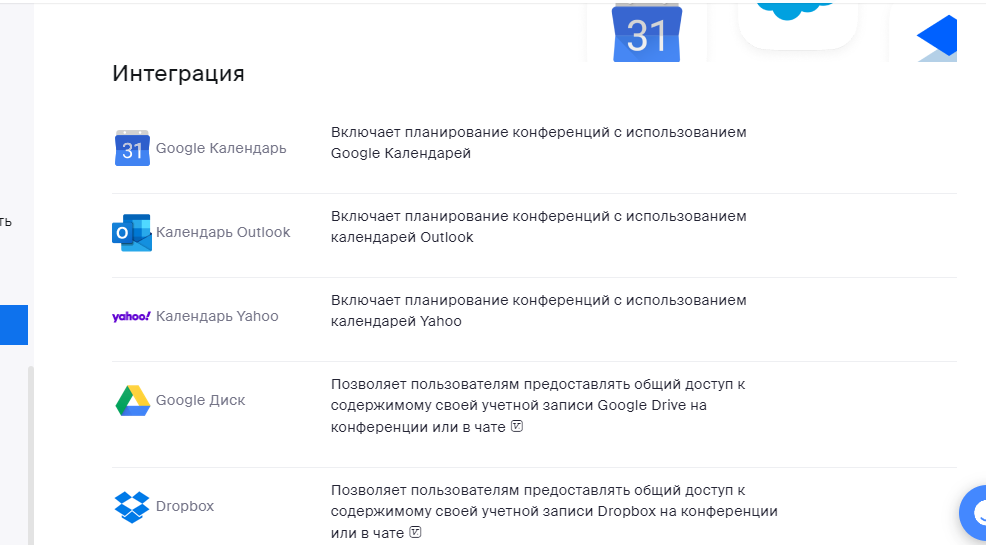 31
Интеграция
31 Google Календарь
Включает планирование конференций с использованием
Google Календарей
ть
Календарь Outlook
Включает планирование конференций с использованием
календарей Outlook
yahoo! Календарь Yahoo
Включает планирование конференций с использованием
календарей Yahoo
Google Диск
Позволяет пользователям предоставлять общий доступ к
содержимому своей учетной записи Google Drive на
конференции или в чате
Dropbox
Позволяет пользователям предоставлять общий доступ к
содержимому своей учетной записи Dropbox на конференции
или в чате